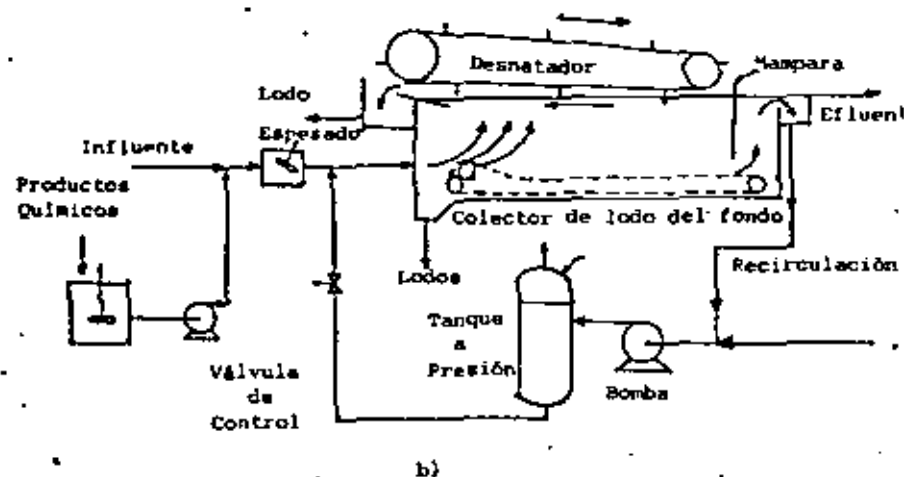 Desnatador
Mampara
Lodo
Espesado
Efluent
Influente
Productos
Químicos
Colector de lodo del fondo
Lodos
Recirculación
Tanque
a
Presión
Válvula
de
Control
Bomba
b)